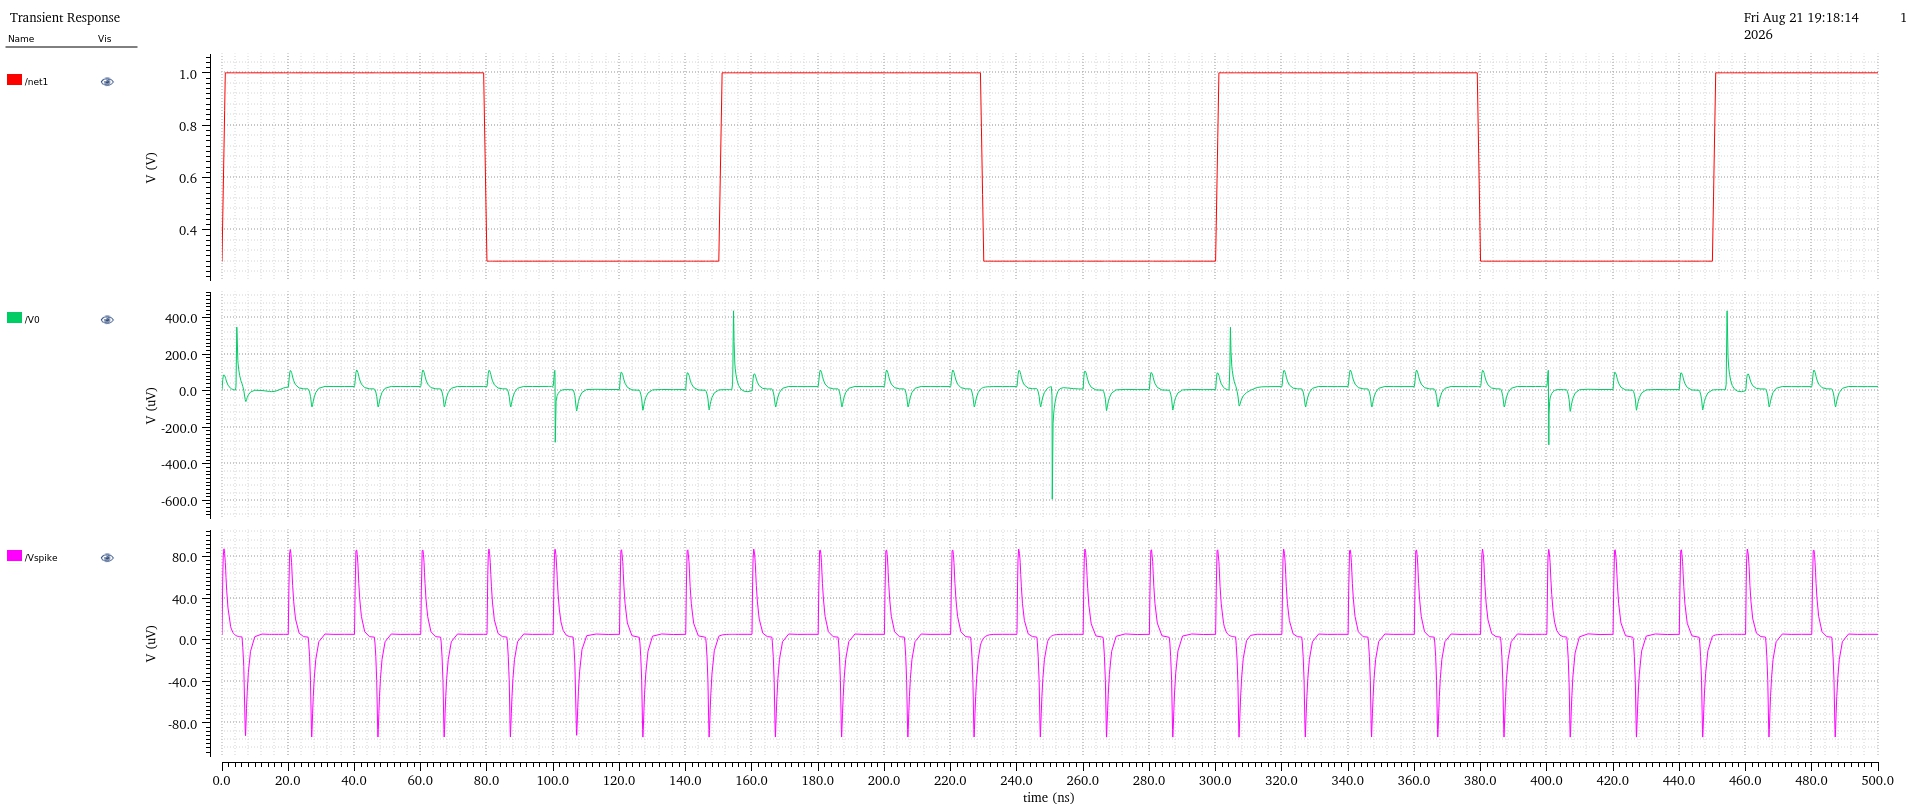 Transient Response
Fri Aug 21 19:18:14 1
2026
Name Vis
/net1
1.0
0.8
0.6
0.4
V (V)
/V0
400.0
200.0
0.0
-200.0
-400.0
-600.0
V (uV)
/Vspike
80.0
40.0
0.0
-40.0
-80.0
V (uV)
0.0 20.0 40.0 60.0 80.0 100.0 120.0 140.0 160.0 180.0 200.0 220.0 240.0 260.0 280.0 300.0 320.0 340.0 360.0 380.0 400.0 420.0 440.0 460.0 480.0 500.0
time (ns)